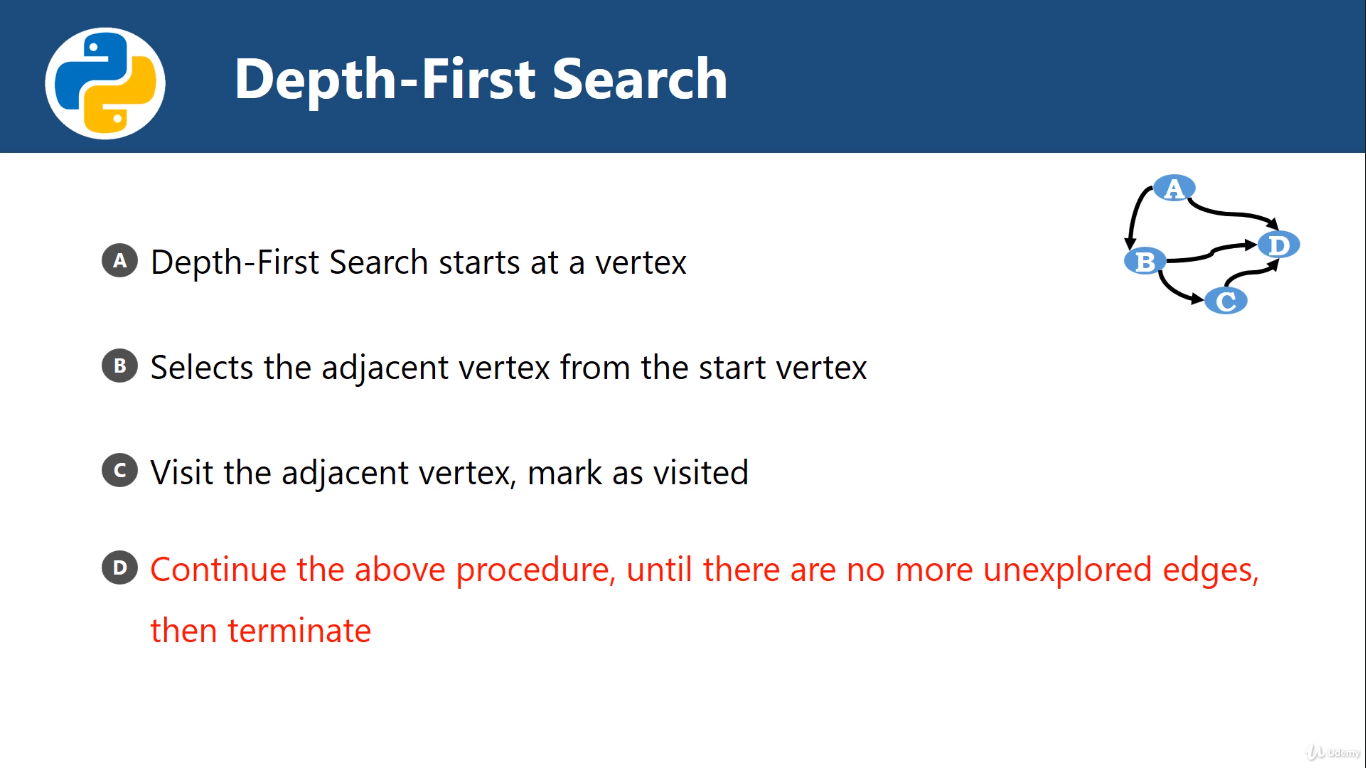 Depth-First Search
A
D
B
C
A Depth-First Search starts at a vertex
B Selects the adjacent vertex from the start vertex
C Visit the adjacent vertex, mark as visited
D Continue the above procedure, until there are no more unexplored edges,
then terminate
Udemy